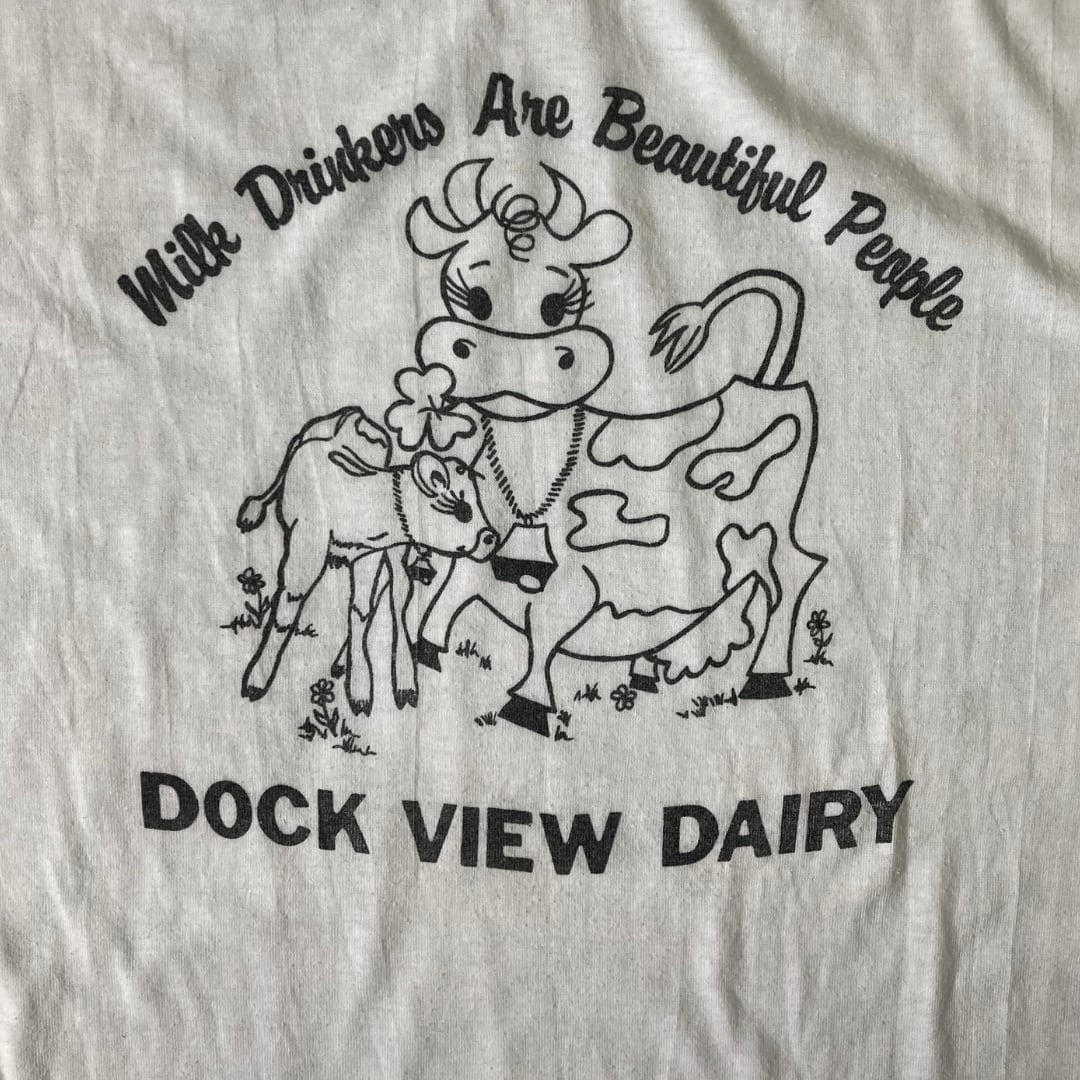 Milk Drinkers Are Beautiful People
DOCK VIEW DAIRY